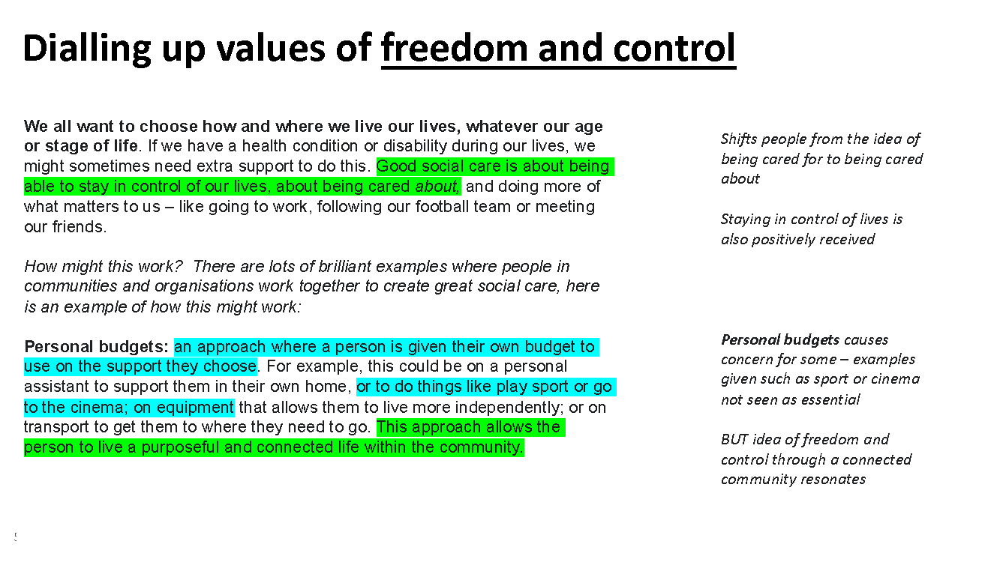 Dialling up values of freedom and control
We all want to choose how and where we live our lives, whatever our age
or stage of life. If we have a health condition or disability during our lives, we
might sometimes need extra support to do this. Good social care is about being
able to stay in control of our lives, about being cared about, and doing more of
what matters to us – like going to work, following our football team or meeting
our friends.
How might this work?  There are lots of brilliant examples where people in
communities and organisations work together to create great social care, here
is an example of how this might work:
Personal budgets: an approach where a person is given their own budget to
use on the support they choose. For example, this could be on a personal
assistant to support them in their own home, or to do things like play sport or go
to the cinema; on equipment that allows them to live more independently; or on
transport to get them to where they need to go. This approach allows the
person to live a purposeful and connected life within the community.
Shifts people from the idea of
being cared for to being cared
about
Staying in control of lives is
also positively received
Personal budgets causes
concern for some – examples
given such as sport or cinema
not seen as essential
BUT idea of freedom and
control through a connected
community resonates